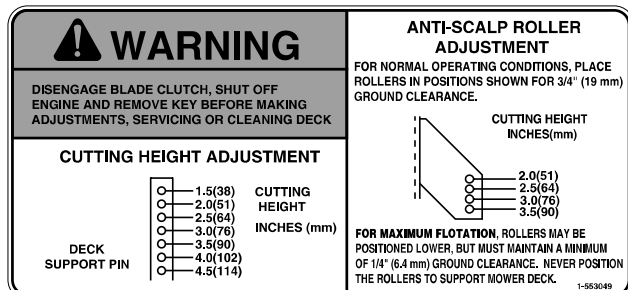 WARNING
DISENGAGE BLADE CLUTCH, SHUT OFF
ENGINE AND REMOVE KEY BEFORE MAKING
ADJUSTMENTS, SERVICING OR CLEANING DECK
CUTTING HEIGHT ADJUSTMENT
1.5(38)
2.0(51)
2.5(64)
3.0(76)
3.5(90)
4.0(102)
4.5(114)
CUTTING
HEIGHT
INCHES (mm)
DECK
SUPPORT PIN
ANTI-SCALP ROLLER
ADJUSTMENT
FOR NORMAL OPERATING CONDITIONS, PLACE
ROLLERS IN POSITIONS SHOWN FOR 3/4" (19 mm)
GROUND CLEARANCE.
CUTTING HEIGHT
INCHES(mm)
2.0(51)
2.5(64)
3.0(76)
3.5(90)
FOR MAXIMUM FLOTATION, ROLLERS MAY BE
POSITIONED LOWER, BUT MUST MAINTAIN A MINIMUM
OF 1/4" (6.4 mm) GROUND CLEARANCE. NEVER POSITION
THE ROLLERS TO SUPPORT MOWER DECK.
1-553049